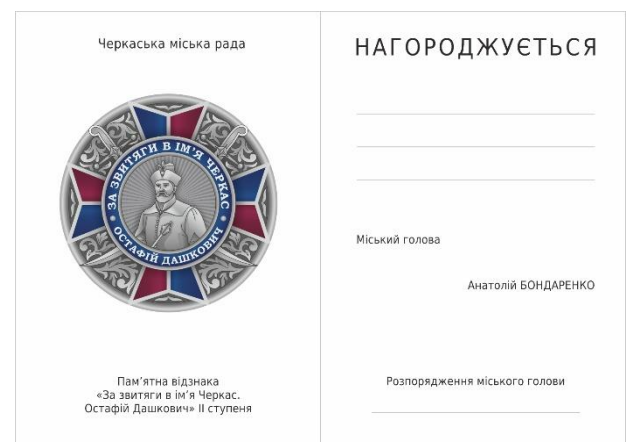 Черкаська міська рада
ЗА ЗВИТЯГИ В ІМ'Я ЧЕРКАС
ОСТАФІЙ ДАШКОВИЧ
Пам’ятна відзнака
«За звитяги в ім’я Черкас.
Остафій Дашкович» ІІ ступеня
НАГОРОДЖУЄТЬСЯ
Міський голова
Анатолій БОНДАРЕНКО
Розпорядження міського голови